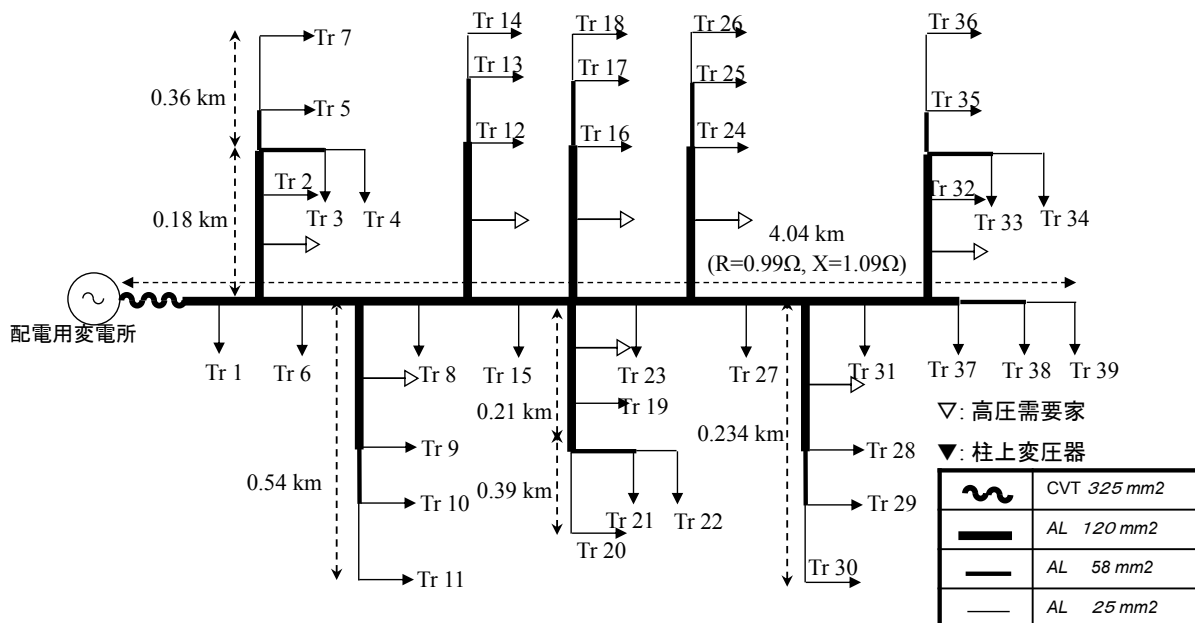 Tr 14
Tr 18
Tr 26
Tr 36
Tr 7
Tr 13
Tr 17
Tr 25
Tr 35
0.36 km
Tr 5
Tr 12
Tr 16
Tr 24
Tr 2
Tr 32
0.18 km
Tr 3
Tr 4
Tr 33
Tr 34
4.04 km
(R=0.99Ω, X=1.09Ω)
配電用変電所
Tr 1
Tr 6
Tr 8
Tr 15
Tr 23
Tr 27
Tr 31
Tr 37
Tr 38
Tr 39
0.21 km
Tr 19
0.234 km
▽: 高圧需要家
Tr 9
Tr 28
▼: 柱上変圧器
0.54 km
0.39 km
Tr 10
Tr 21
Tr 22
Tr 29
Tr 20
Tr 11
Tr 30
CVT 325 mm2
AL 120 mm2
AL 58 mm2
AL 25 mm2